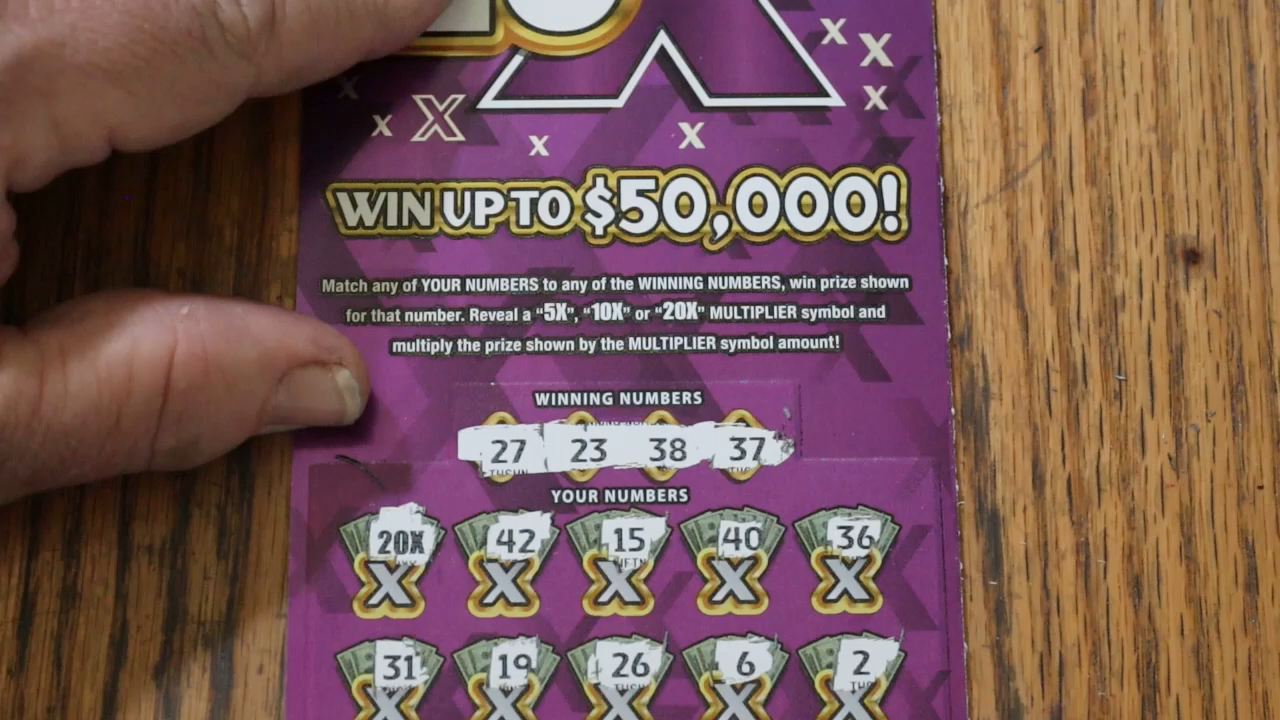 X
X X X
X X X X X
WIN UP TO $50,000!
Match any of YOUR NUMBERS to any of the WINNING NUMBERS, win prize shown
for that number. Reveal a “5X”, “10X” or “20X” MULTIPLIER symbol and
multiply the prize shown by the MULTIPLIER symbol amount!
WINNING NUMBERS
27 23 38 37
YOUR NUMBERS
20X 42 15 40 36
X X X X X
31 19 26 6 2
X X X X X